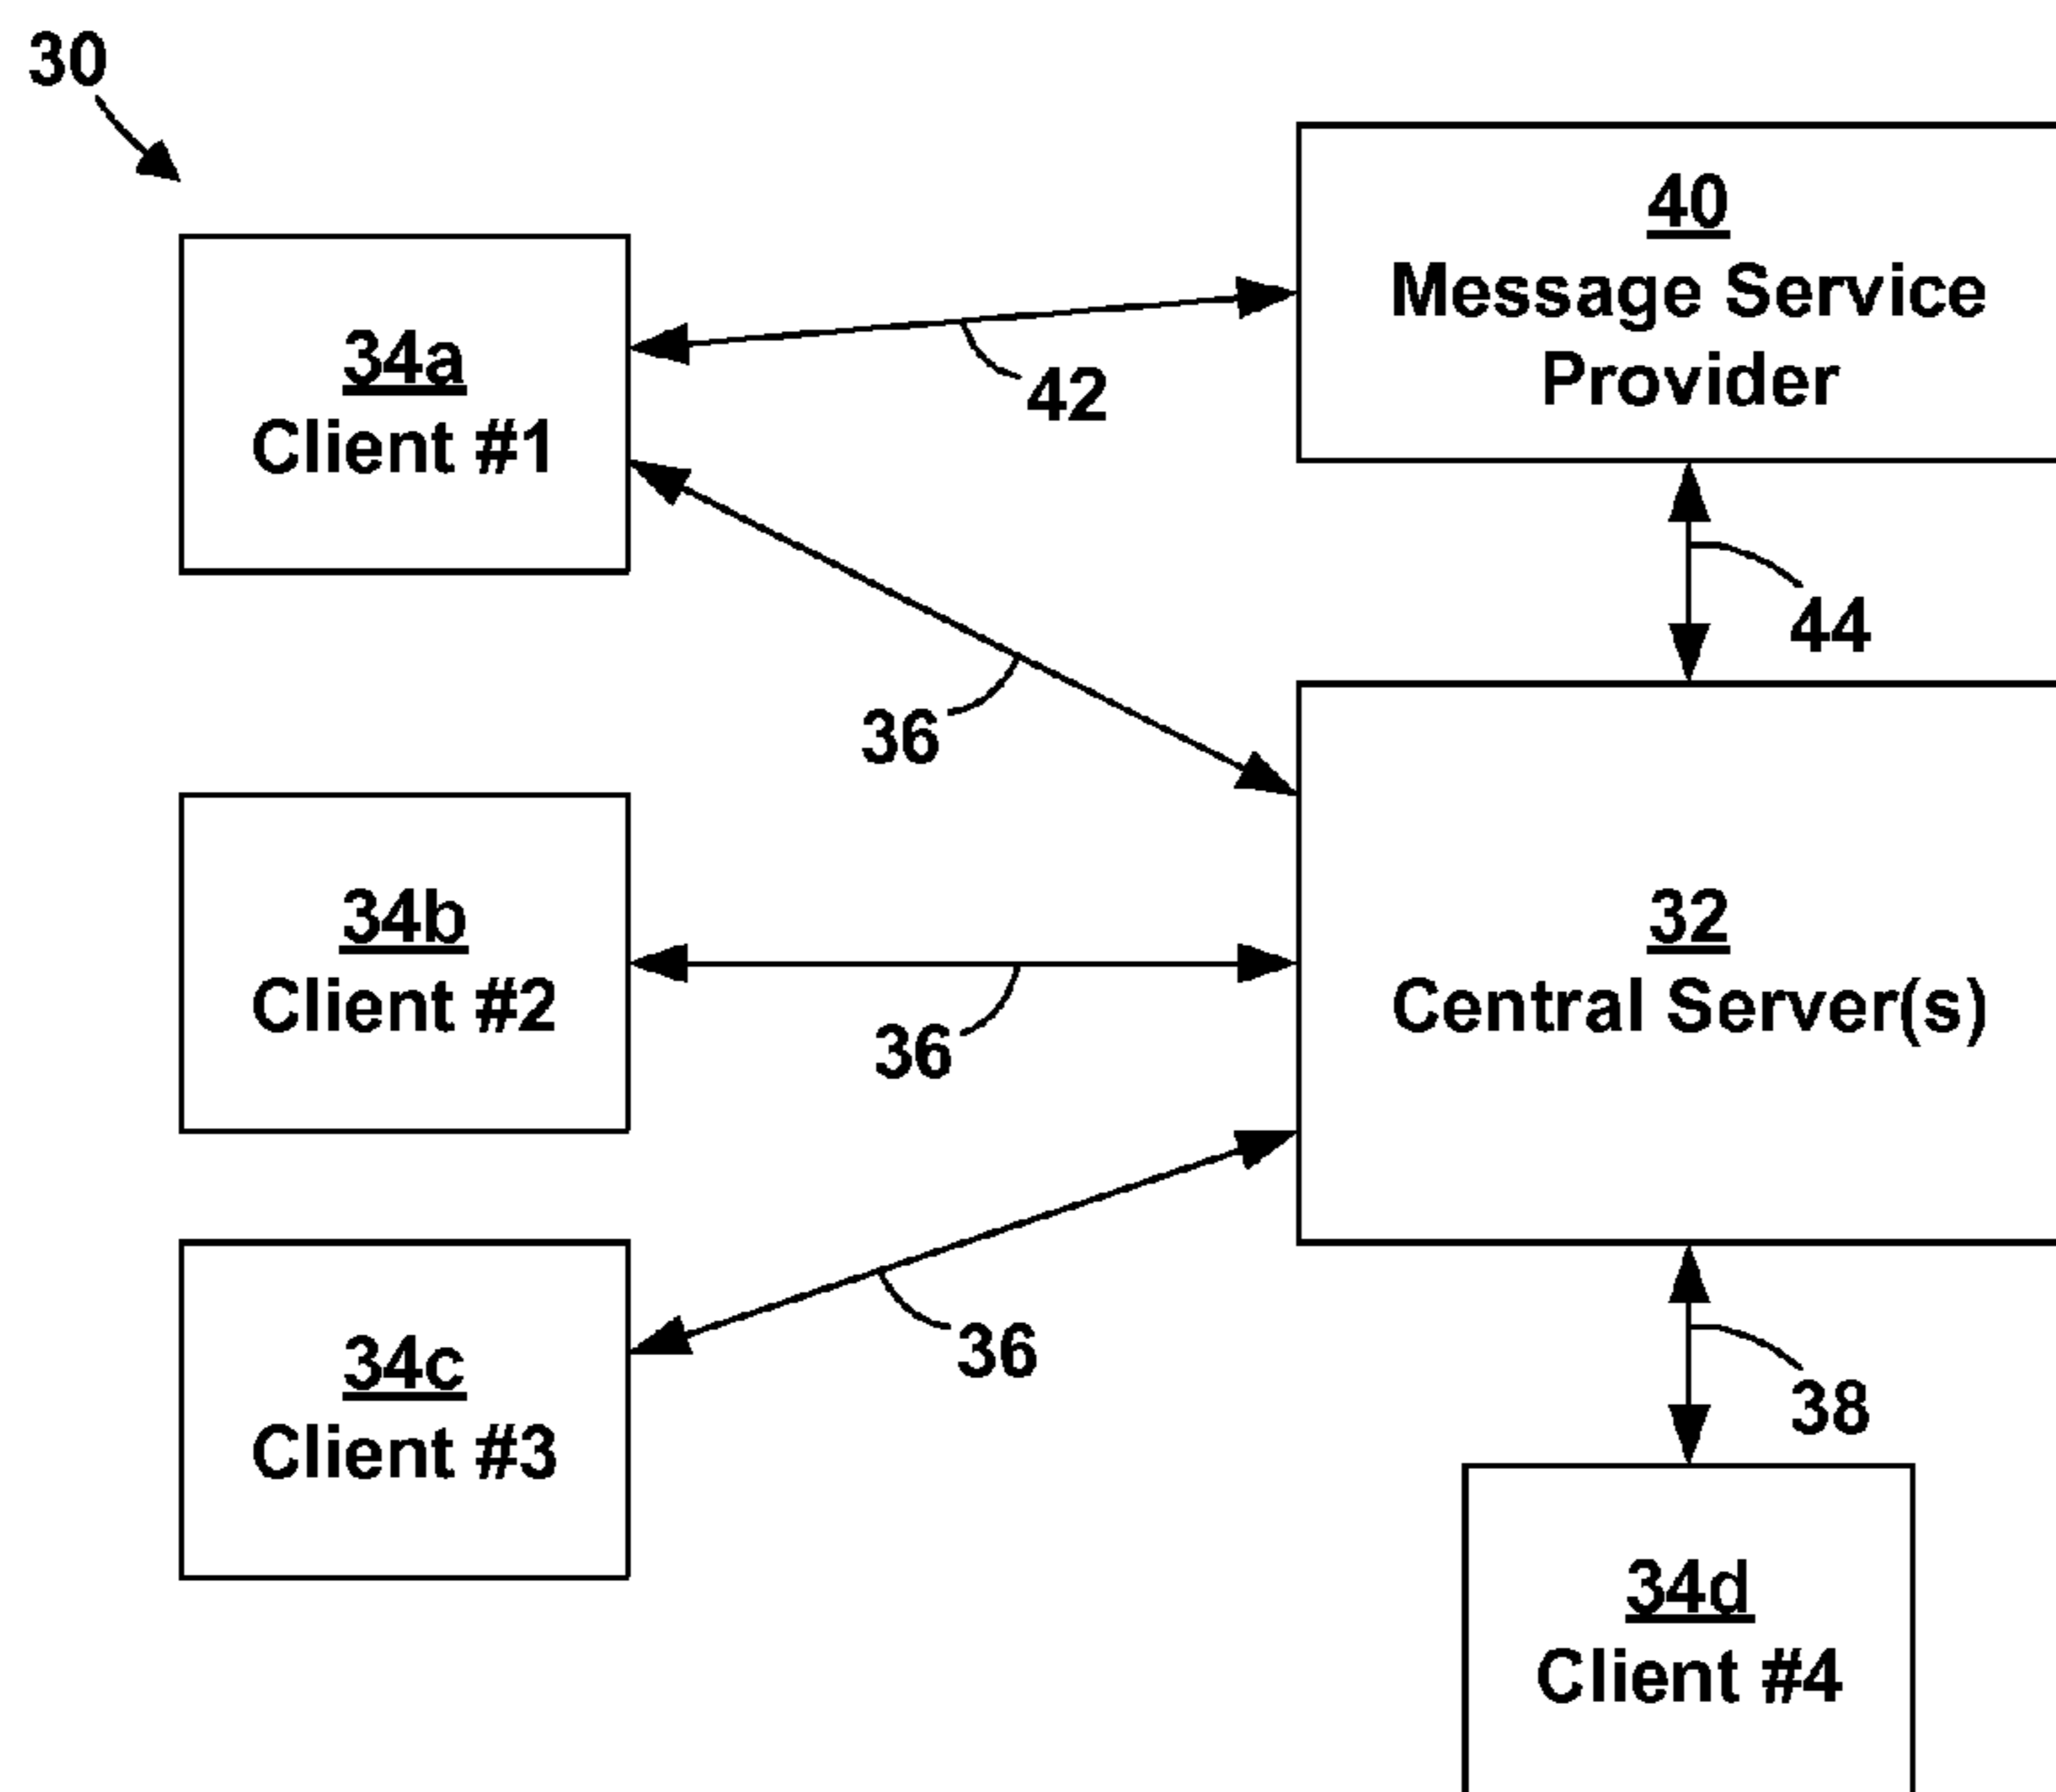 30
40
Message Service
Provider
34a
Client #1
42
44
36
34b
Client #2
32
Central Server(s)
36
34c
Client #3
36
38
34d
Client #4